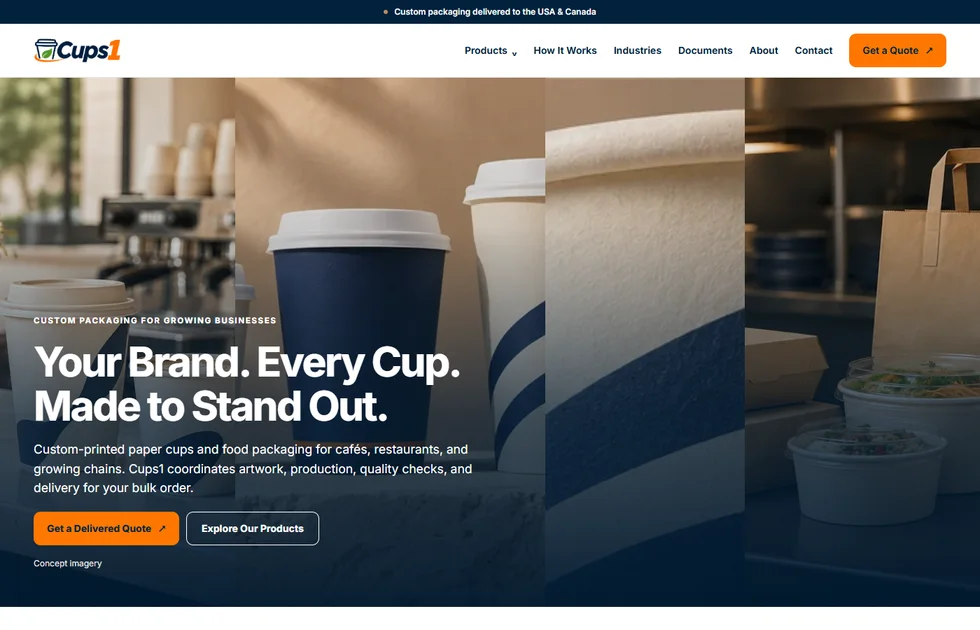 Custom packaging delivered to the USA & Canada
Cups1
Products
How It Works
Industries
Documents
About
Contact
Get a Quote ↗
CUSTOM PACKAGING FOR GROWING BUSINESSES
Your Brand. Every Cup.
Made to Stand Out.
Custom-printed paper cups and food packaging for cafés, restaurants, and
growing chains. Cups1 coordinates artwork, production, quality checks, and
delivery for your bulk order.
Get a Delivered Quote ↗
Explore Our Products
Concept Imagery